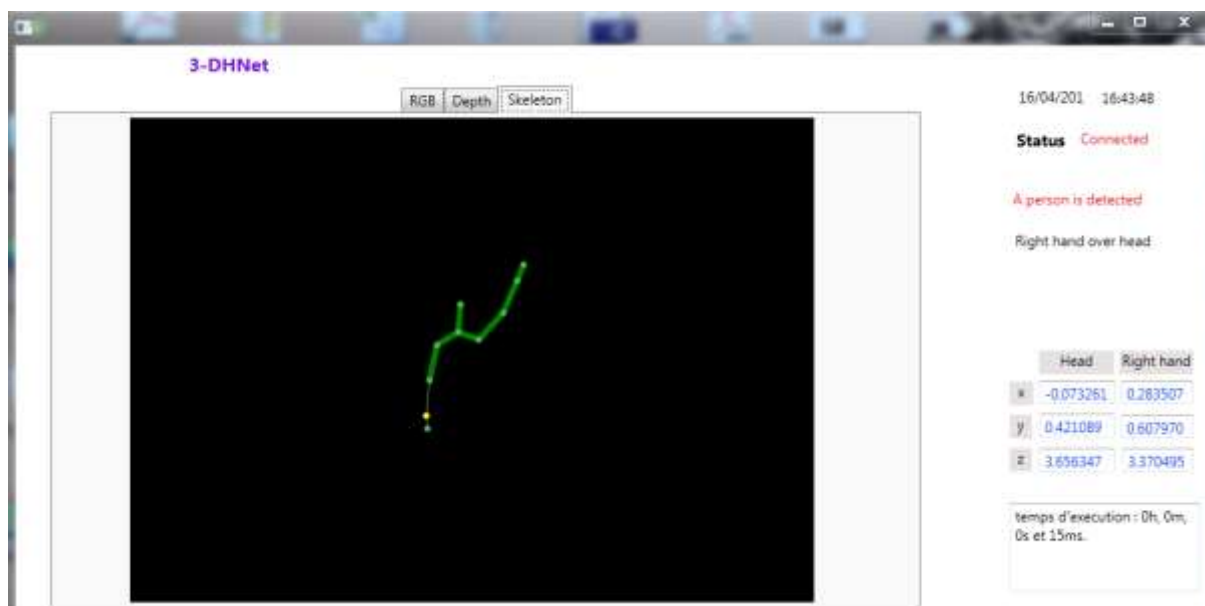 3-DHNet
RGB Depth Skeleton
16/04/201 16:43:48
Status Connected
A person is detected
Right hand over head
Head Right hand
x -0.073261 0.283507
y 0.421089 0.607970
z 3.656347 3.370495
temps d'execution : 0h, 0m,
0s et 15ms.